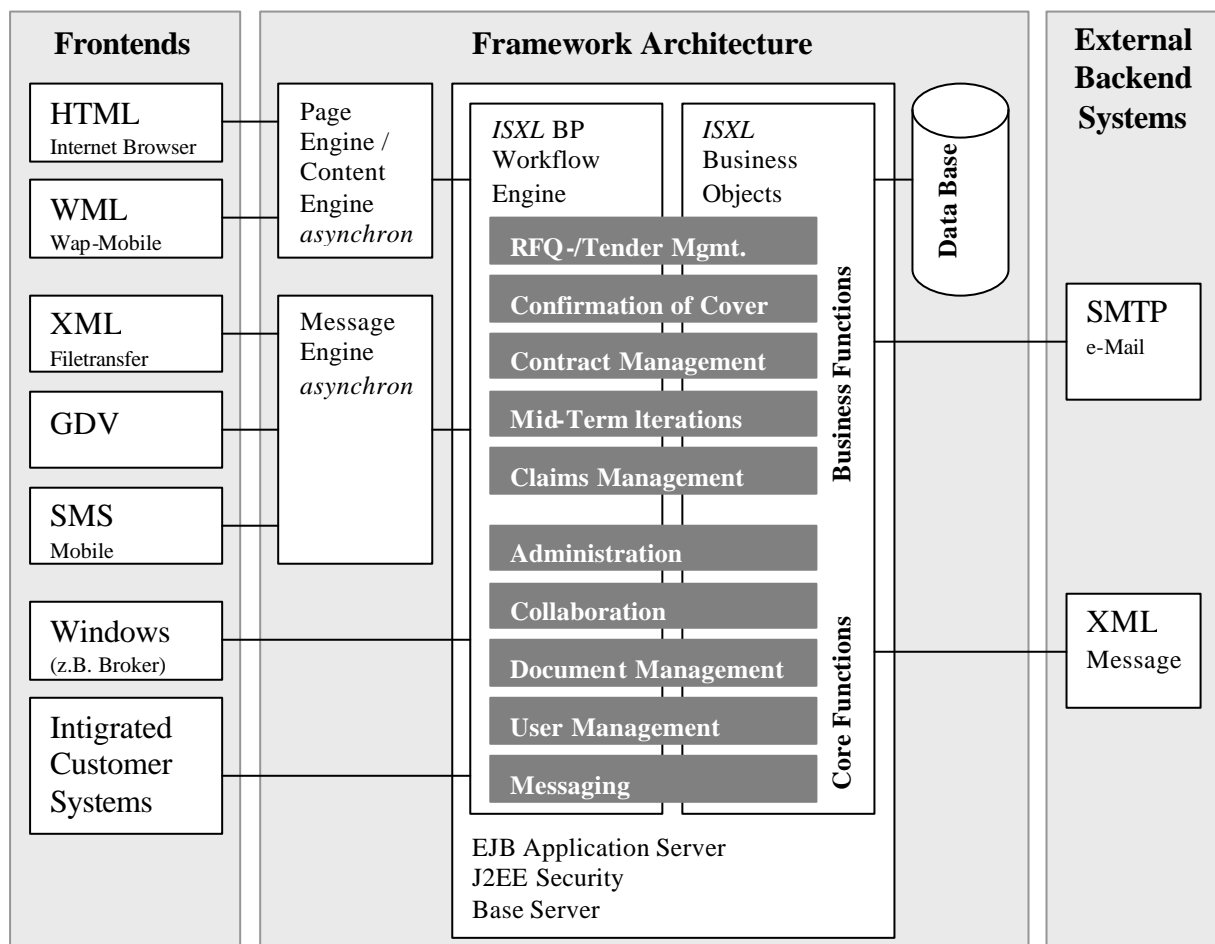 Frontends
HTML
Internet Browser
WML
Wap-Mobile
XML
Filetransfer
GDV
SMS
Mobile
Windows
(z.B. Broker)
Intigrated
Customer
Systems
Framework Architecture
Page
Engine /
Content
Engine
asynchron
Message
Engine
asynchron
ISXL BP
Workflow
Engine
ISXL
Business
Objects
RFQ-/Tender Mgmt.
Confirmation of Cover
Contract Management
Mid-Term lterations
Claims Management
Business Functions
Administration
Collaboration
Document Management
User Management
Messaging
Core Functions
EJB Application Server
J2EE Security
Base Server
Data Base
External
Backend
Systems
SMTP
e-Mail
XML
Message